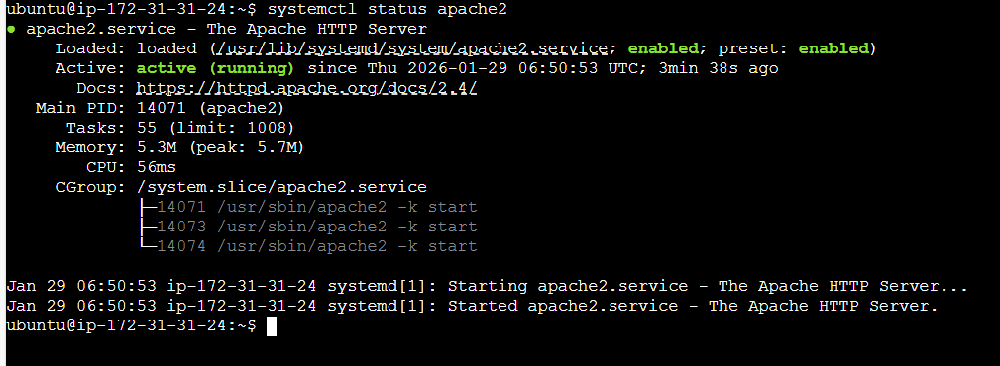 ubuntu@ip-172-31-31-24:~$ systemctl status apache2
● apache2.service - The Apache HTTP Server
     Loaded: loaded (/usr/lib/systemd/system/apache2.service; enabled; preset: enabled)
     Active: active (running) since Thu 2026-01-29 06:50:53 UTC; 3min 38s ago
       Docs: https://httpd.apache.org/docs/2.4/
   Main PID: 14071 (apache2)
      Tasks: 55 (limit: 1008)
     Memory: 5.3M (peak: 5.7M)
        CPU: 56ms
     CGroup: /system.slice/apache2.service
             ├─14071 /usr/sbin/apache2 -k start
             ├─14073 /usr/sbin/apache2 -k start
             └─14074 /usr/sbin/apache2 -k start
Jan 29 06:50:53 ip-172-31-31-24 systemd[1]: Starting apache2.service - The Apache HTTP Server...
Jan 29 06:50:53 ip-172-31-31-24 systemd[1]: Started apache2.service - The Apache HTTP Server.
ubuntu@ip-172-31-31-24:~$